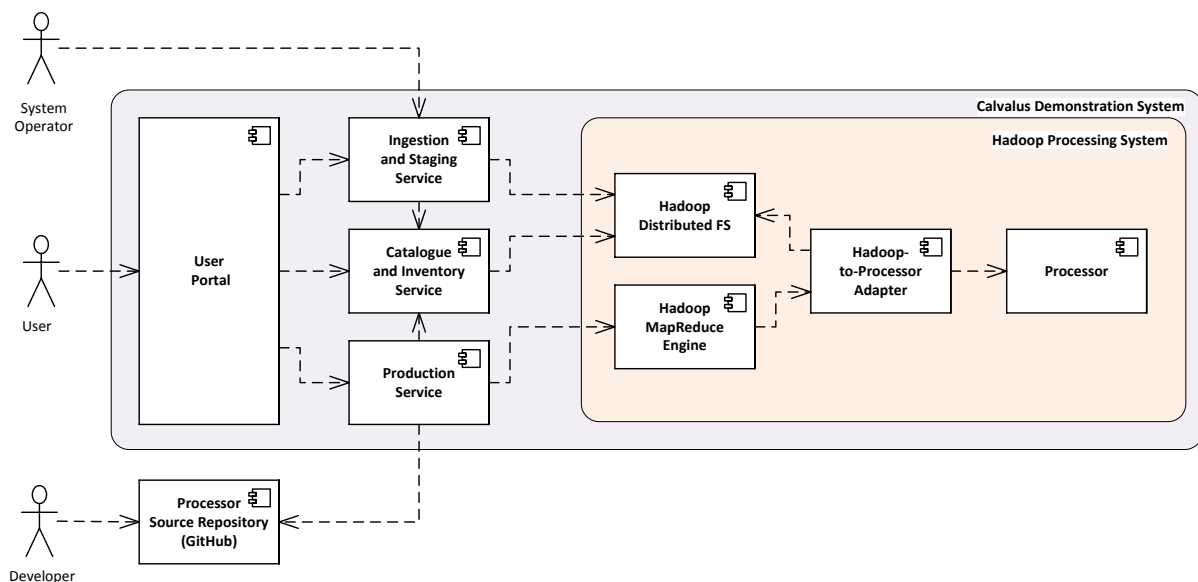 System
Operator
Calvalus Demonstration System
Hadoop Processing System
Ingestion
and Staging
Service
Hadoop
Distributed FS
User
Portal
Catalogue
and Inventory
Service
Hadoop-
to-Processor
Adapter
Processor
User
Hadoop
MapReduce
Engine
Production
Service
Processor
Source Repository
(GitHub)
Developer